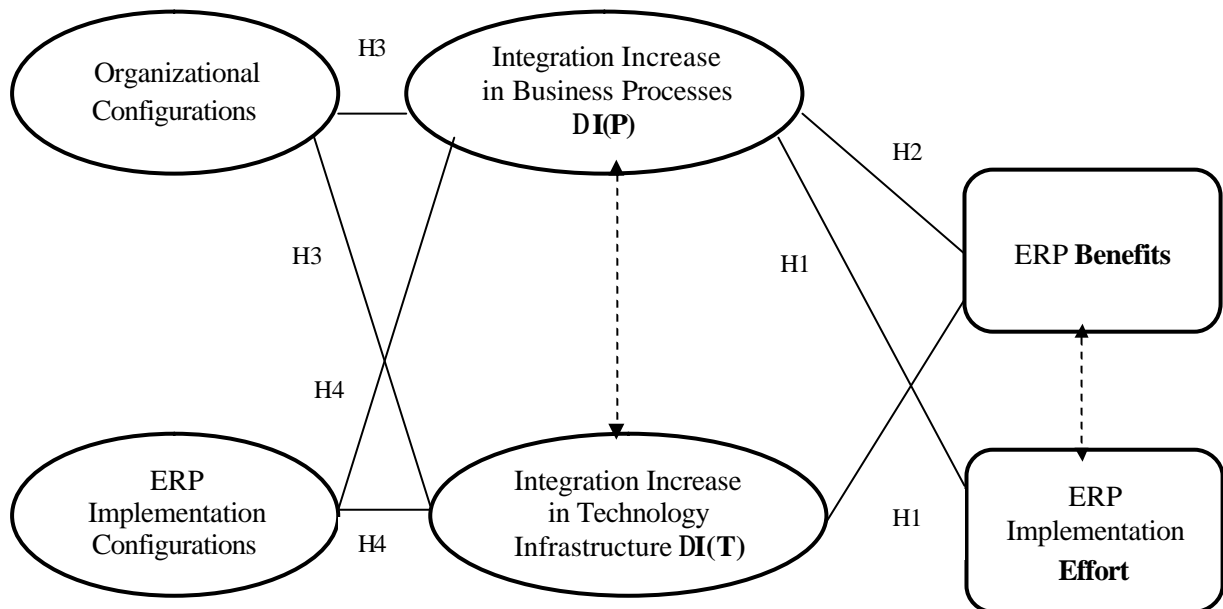 Organizational
Configurations
H3
Integration Increase
in Business Processes
DI(P)
H2
ERP Benefits
H3
H1
H4
ERP
Implementation
Configurations
H4
Integration Increase
in Technology
Infrastructure DI(T)
H1
ERP
Implementation
Effort